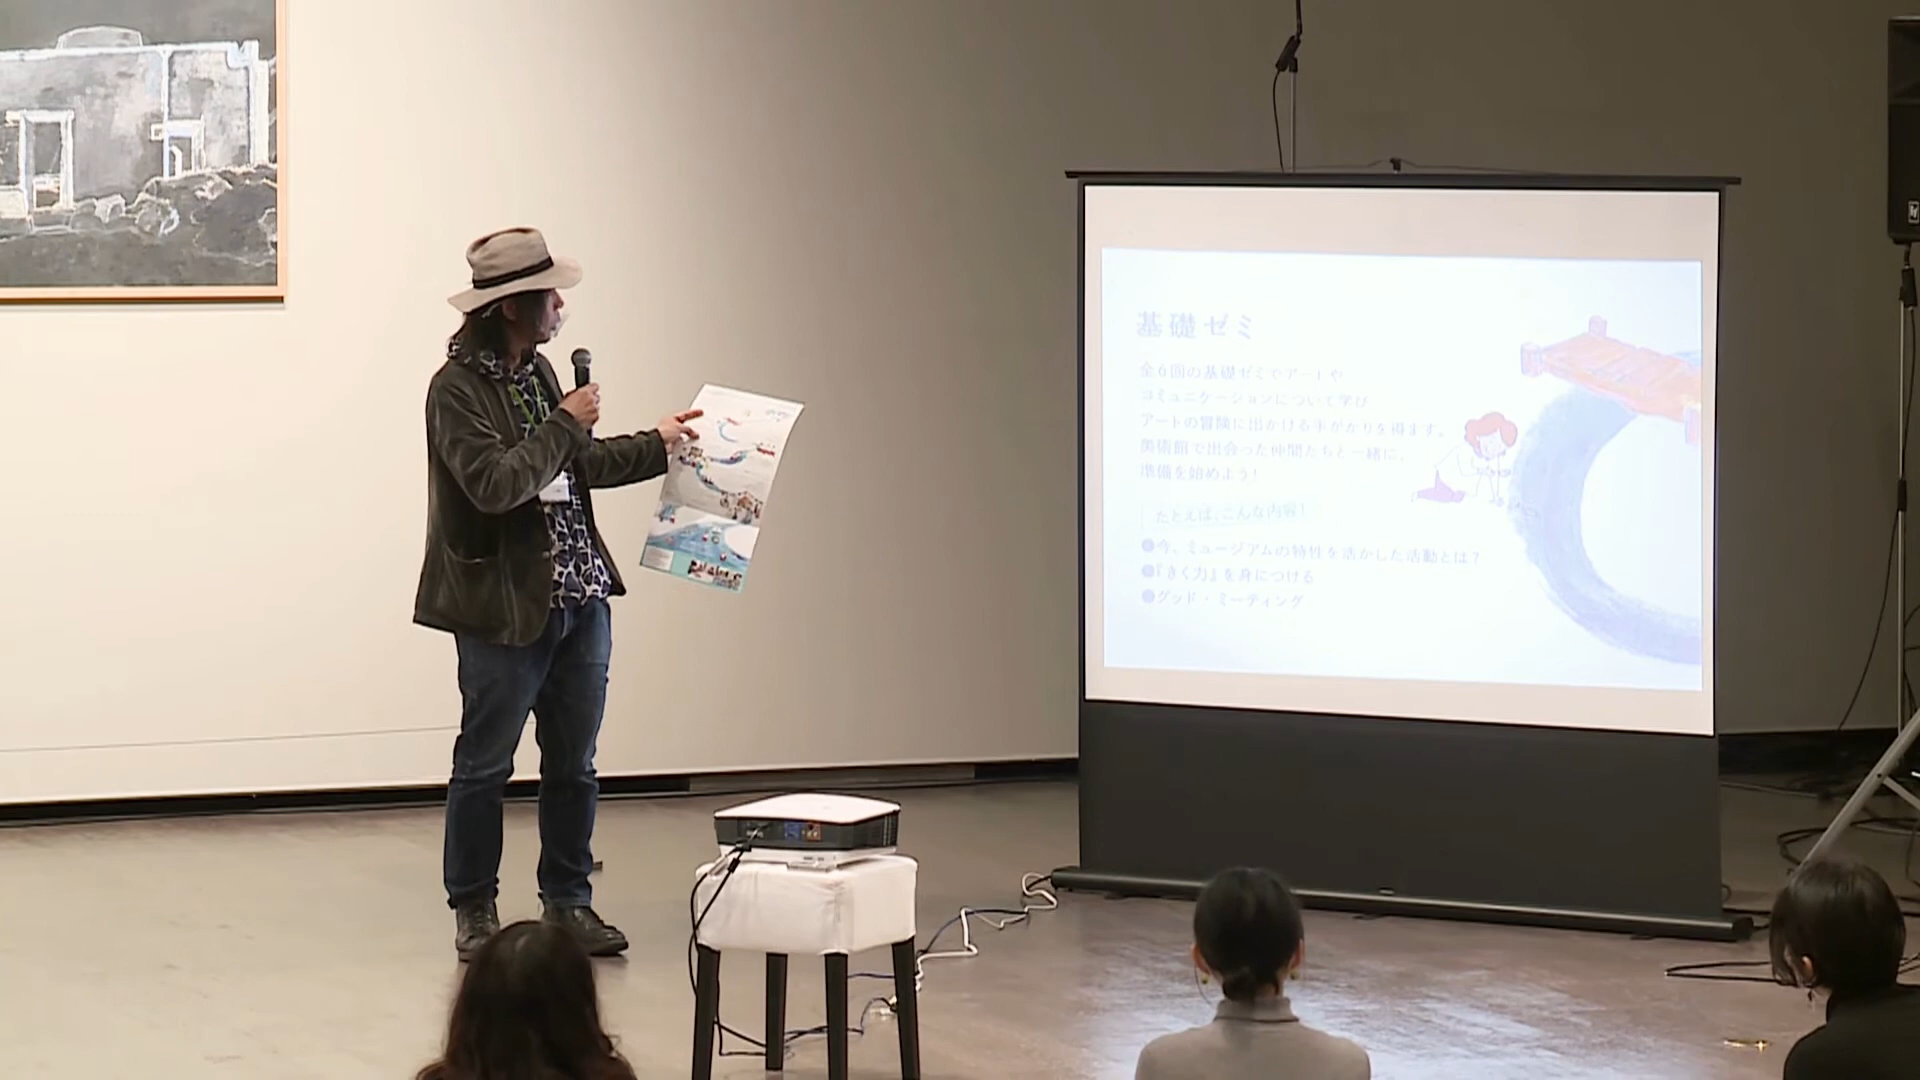 基礎ゼミ
全6回の基礎ゼミでアートや
コミュニケーションについて学び
アートの冒険に出かける手がかりを得ます。
美術館で出会った仲間たちと一緒に、
準備を始めよう!
たとえば、こんな内容!
●今、ミュージアムの特性を活かした活動とは?
●『きく力』を身につける
●グッド・ミーティング